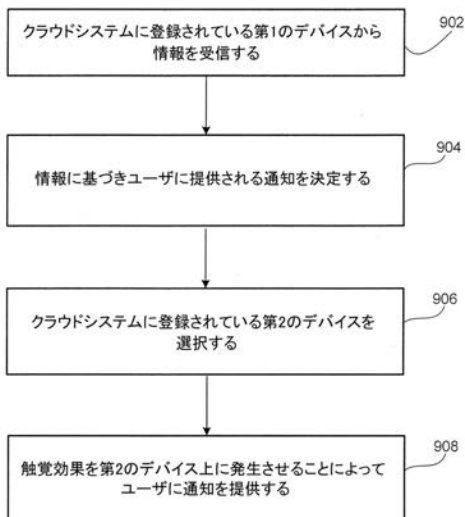 クラウドシステムに登録されている第1のデバイスから
情報を受信する
902
情報に基づきユーザに提供される通知を決定する
904
クラウドシステムに登録されている第2のデバイスを
選択する
906
触覚効果を第2のデバイス上に発生させることによって
ユーザに通知を提供する
908